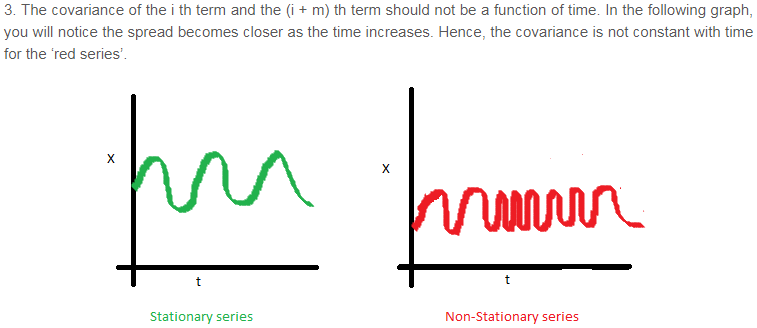 3. The covariance of the i th term and the (i + m) th term should not be a function of time. In the following graph,
you will notice the spread becomes closer as the time increases. Hence, the covariance is not constant with time
for the ‘red series’.
X
X
t
t
Stationary series
Non-Stationary series